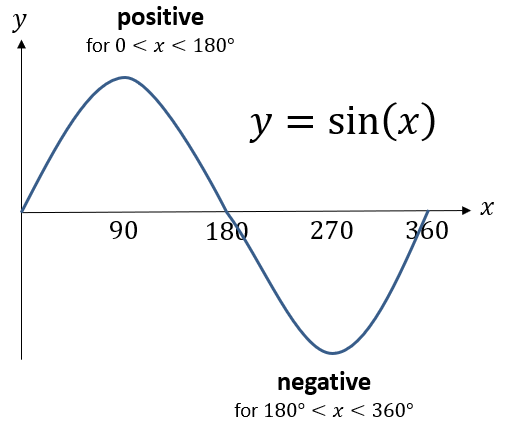 y
positive
for 0 < x < 180°
y = sin(x)
x
90
180
270
360
negative
for 180° < x < 360°